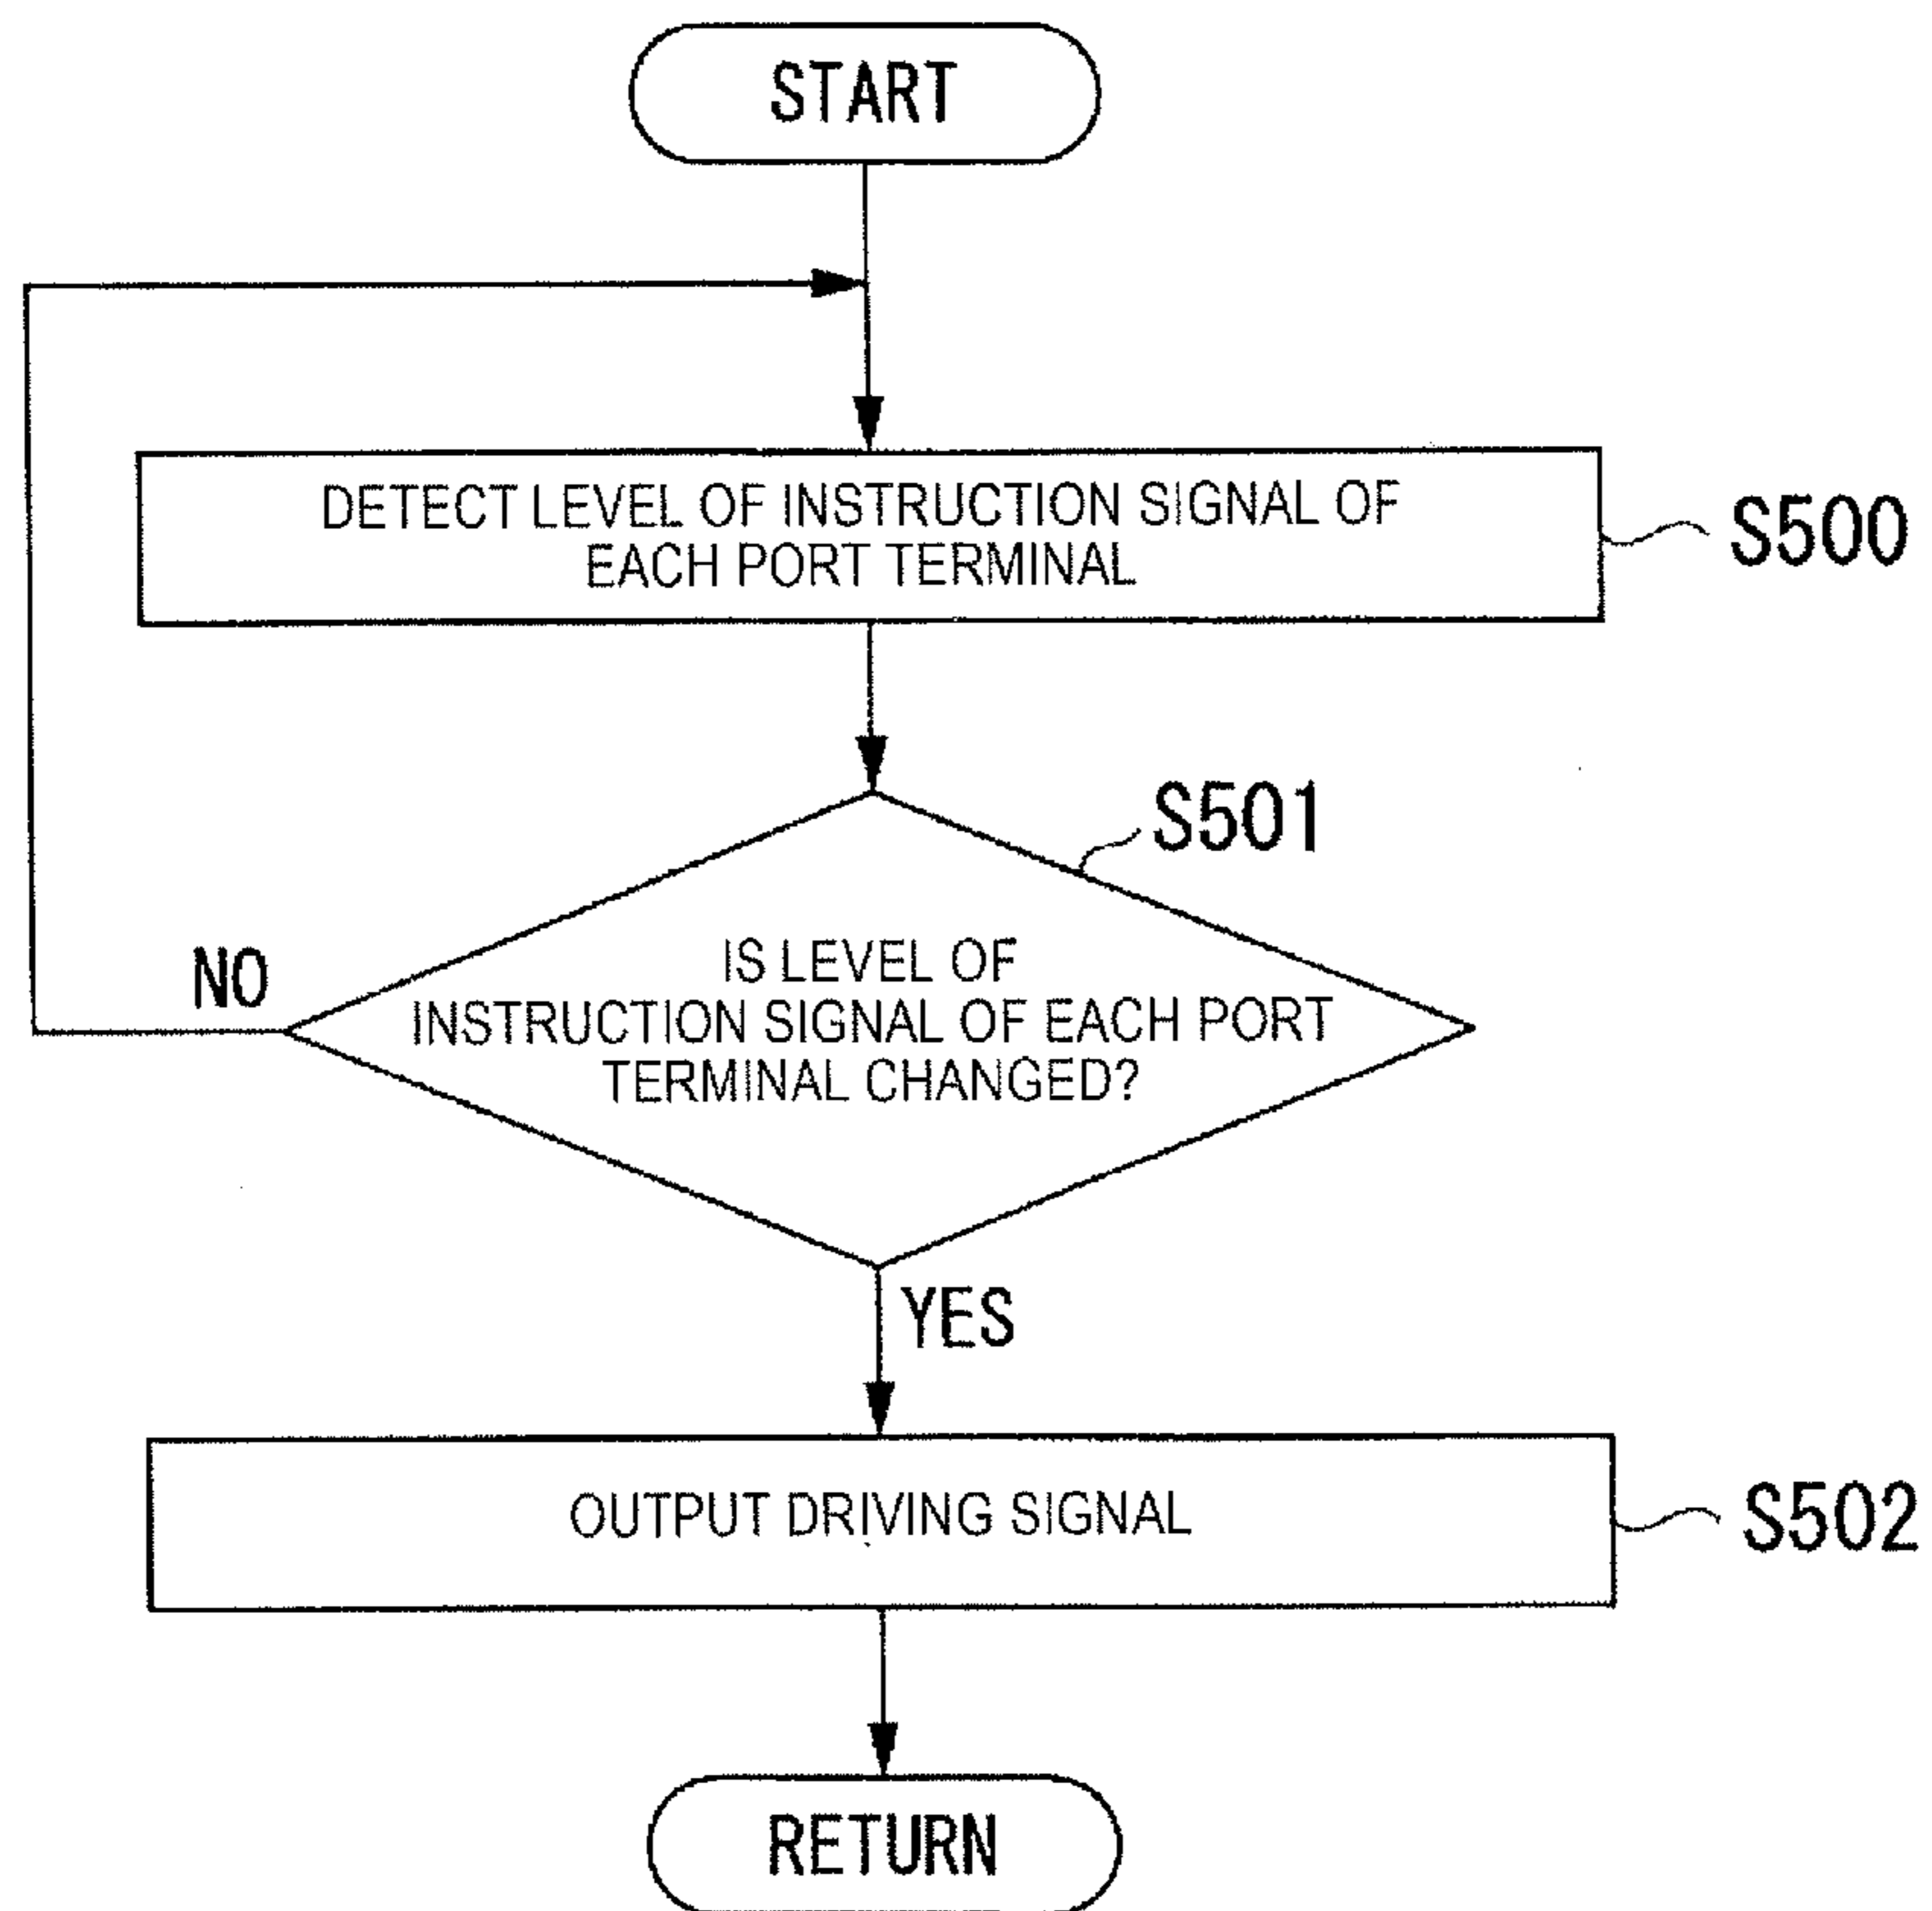 START
DETECT LEVEL OF INSTRUCTION SIGNAL OF
EACH PORT TERMINAL
S500
S501
IS LEVEL OF
INSTRUCTION SIGNAL OF EACH PORT
TERMINAL CHANGED?
NO
YES
OUTPUT DRIVING SIGNAL
S502
RETURN